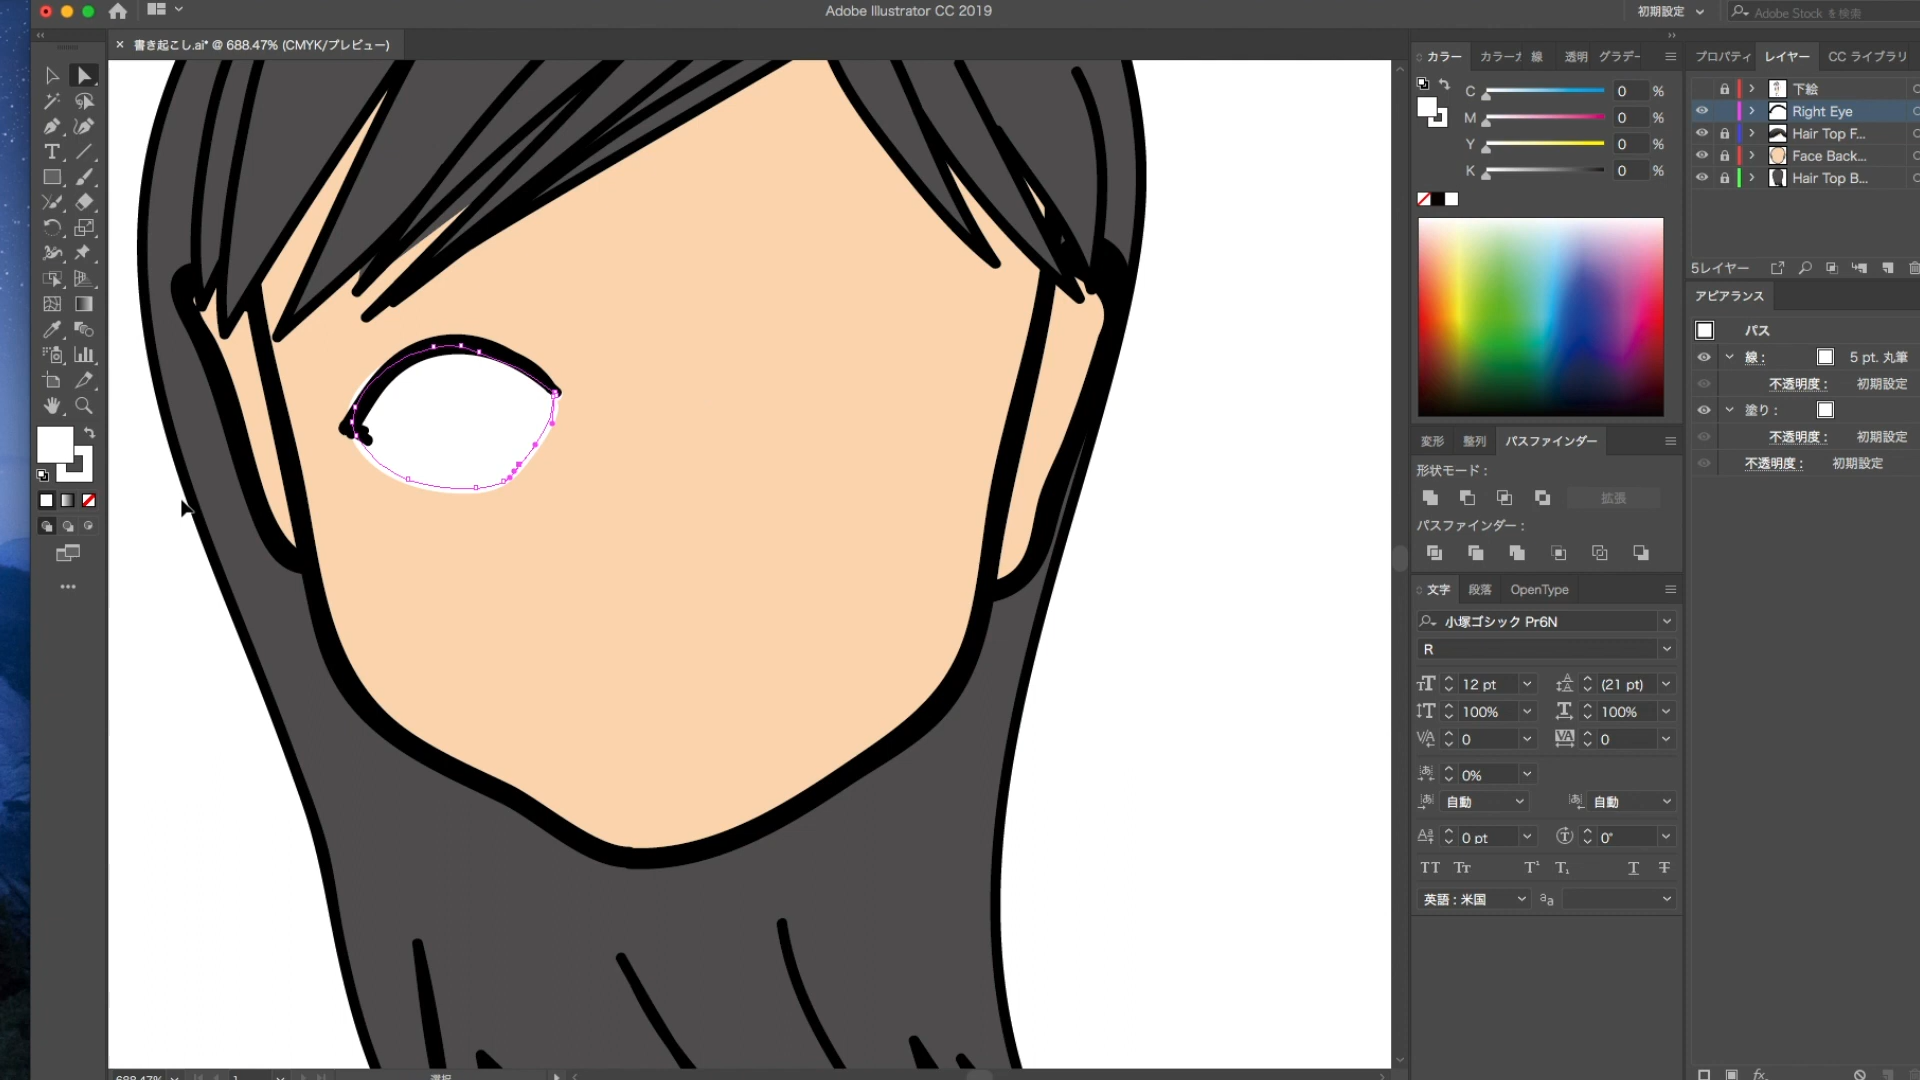 Adobe Illustrator CC 2019
初期設定
Adobe Stock を検索
× 書き起こし.ai* @ 688.47% (CMYK/プレビュー)
カラー
カラーガ
線
透明
グラデー
プロパティ
レイヤー
CC ライブラリ
C 0 %
M 0 %
Y 0 %
K 0 %
下絵
Right Eye
Hair Top F...
Face Back...
Hair Top B...
5レイヤー
アピアランス
パス
線 : 5 pt. 丸筆
不透明度 : 初期設定
塗り :
不透明度 : 初期設定
不透明度 : 初期設定
変形
整列
パスファインダー
形状モード :
拡張
パスファインダー :
文字
段落
OpenType
小塚ゴシック Pr6N
R
12 pt
(21 pt)
100%
100%
0
0
0%
自動
自動
0 pt
0°
英語 : 米国
688.47%
1
選択